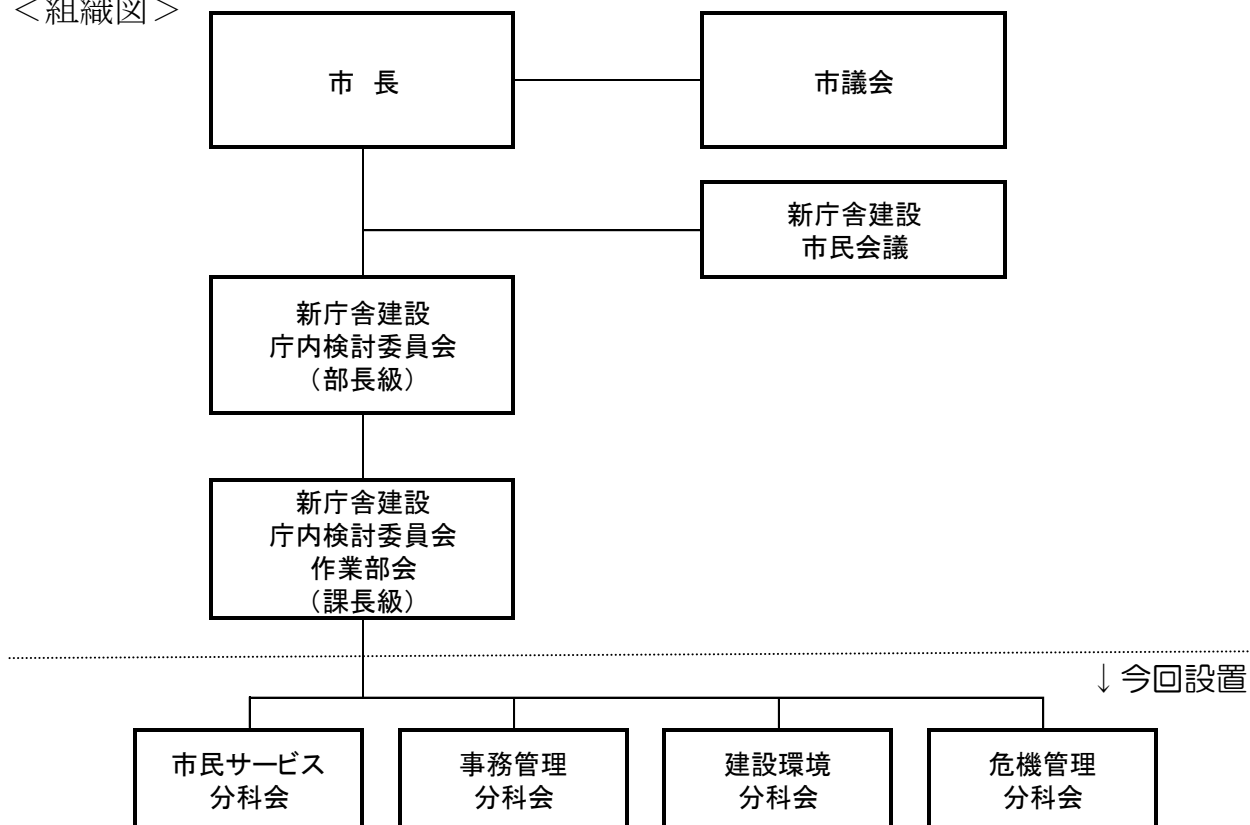 ＜組織図＞
市 長
市議会
新庁舎建設
市民会議
新庁舎建設
庁内検討委員会
（部長級）
新庁舎建設
庁内検討委員会
作業部会
（課長級）
↓今回設置
市民サービス
分科会
事務管理
分科会
建設環境
分科会
危機管理
分科会